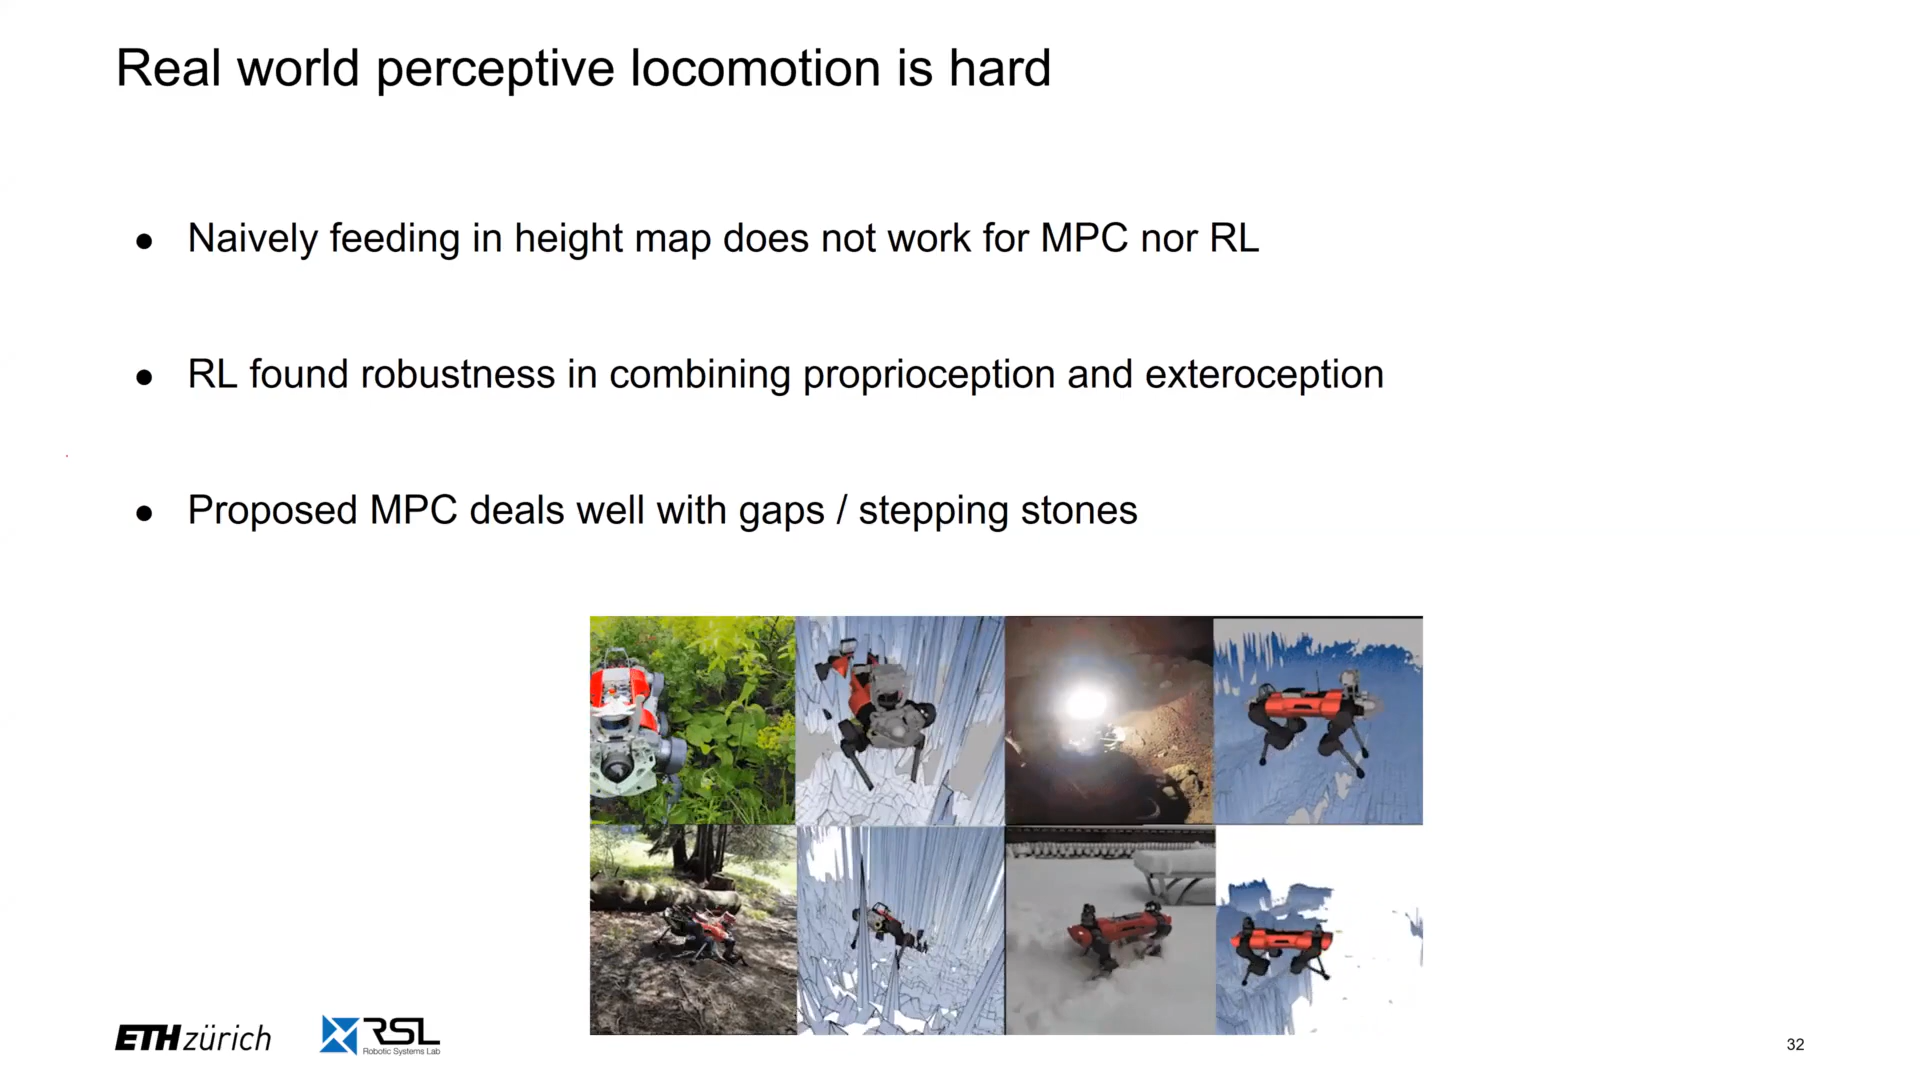 Real world perceptive locomotion is hard
● Naively feeding in height map does not work for MPC nor RL
● RL found robustness in combining proprioception and exteroception
● Proposed MPC deals well with gaps / stepping stones
ETH zürich
RSL
Robotic Systems Lab
32